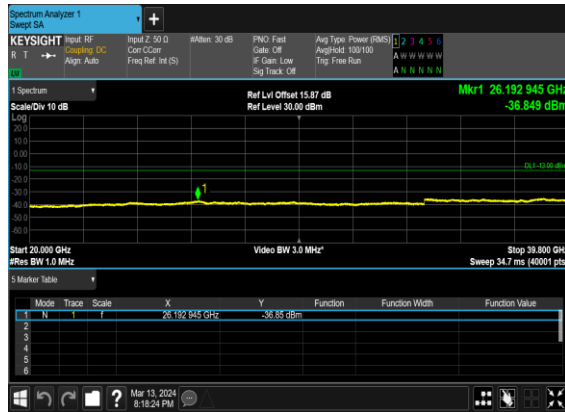 Spectrum Analyzer 1
Swept SA
+
KEYSIGHT Input: RF Input Z: 50 Ω #Atten: 30 dB PNO: Fast Avg Type: Power (RMS) 1 2 3 4 5 6
R T Coupling: DC Corr CCorr Gate: Off Avg|Hold: 100/100 A W W W W W
Align: Auto Freq Ref: Int (S) IF Gain: Low Trig: Free Run
Sig Track: Off A N N N N N
LU
1 Spectrum Ref Lvl Offset 15.87 dB Mkr1 26.192 945 GHz
Scale/Div 10 dB Ref Level 30.00 dBm -36.849 dBm
Log
20.0
10.0
0.00
-10.0 DL1 -13.00 dBm
-20.0
-30.0 1
-40.0
-50.0
-60.0
Start 20.000 GHz Video BW 3.0 MHz* Stop 39.800 GHz
#Res BW 1.0 MHz Sweep 34.7 ms (40001 pts)
5 Marker Table
Mode Trace Scale X Y Function Function Width Function Value
1 N 1 f 26.192 945 GHz -36.85 dBm
2
3
4
5
6
? Mar 13, 2024
8:18:24 PM